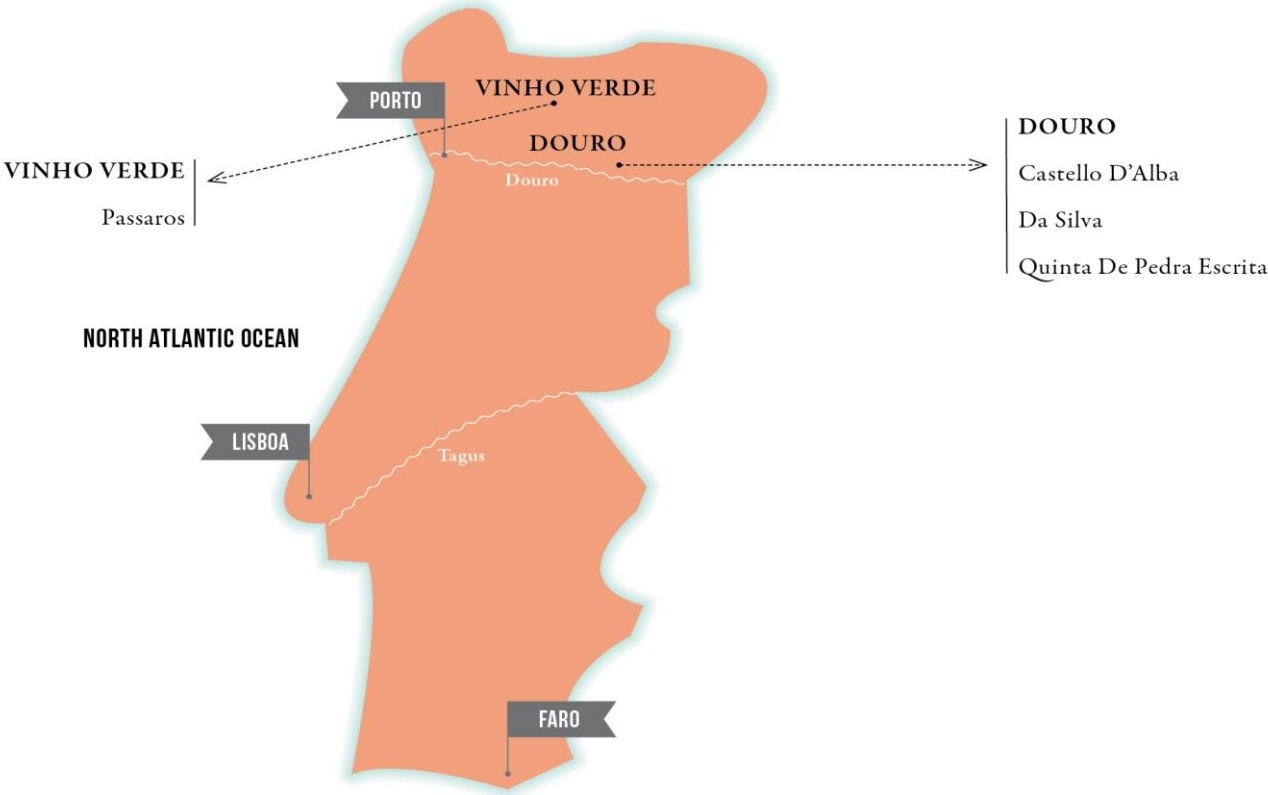 VINHO VERDE
PORTO
DOURO
DOURO
Castello D'Alba
Da Silva
Quinta De Pedra Escrita
VINHO VERDE
Passaros
Douro
NORTH ATLANTIC OCEAN
LISBOA
Tagus
FARO